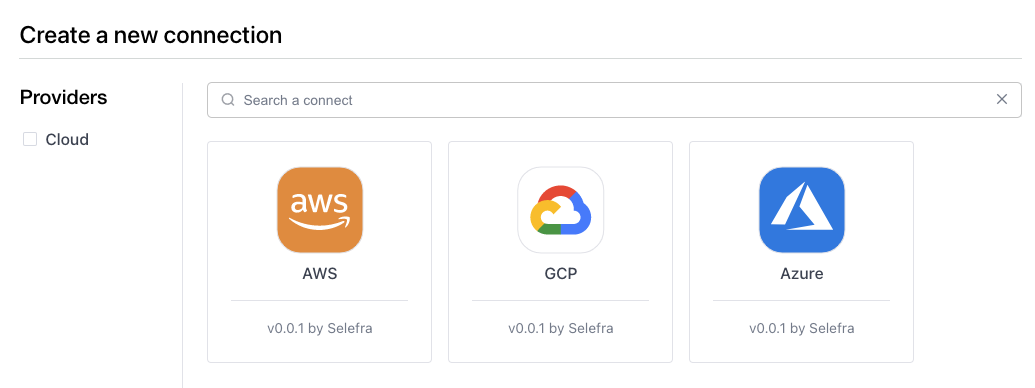 Create a new connection
Providers
Cloud
Search a connect
aws
AWS
v0.0.1 by Selefra
GCP
v0.0.1 by Selefra
Azure
v0.0.1 by Selefra